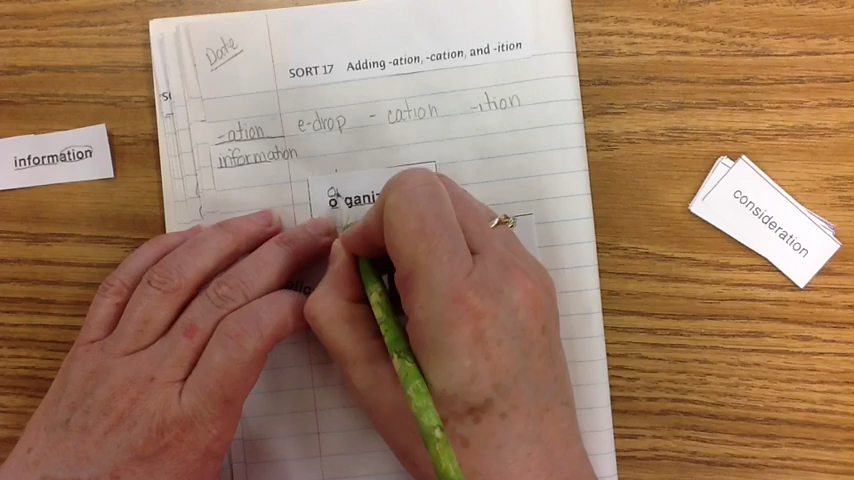 Date
SORT 17 Adding -ation, -cation, and -ition
-ation e-drop -cation -ition
information
information
consideration